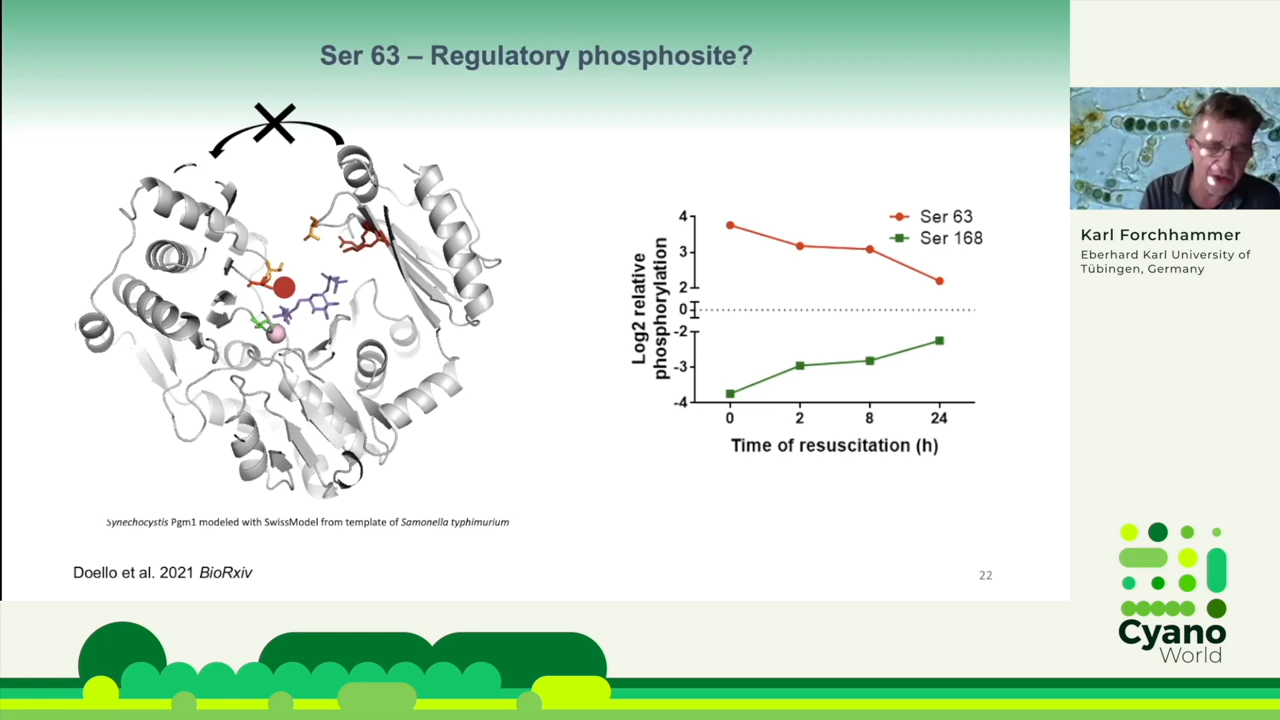 Ser 63 – Regulatory phosphosite?
4
3
2
0
-2
-3
-4
Log2 relative
phosphorylation
Ser 63
Ser 168
0 2 8 24
Time of resuscitation (h)
Synechocystis Pgm1 modeled with SwissModel from template of Samonella typhimurium
Doello et al. 2021 BioRxiv
22
Karl Forchhammer
Eberhard Karl University of
Tübingen, Germany
Cyano
World